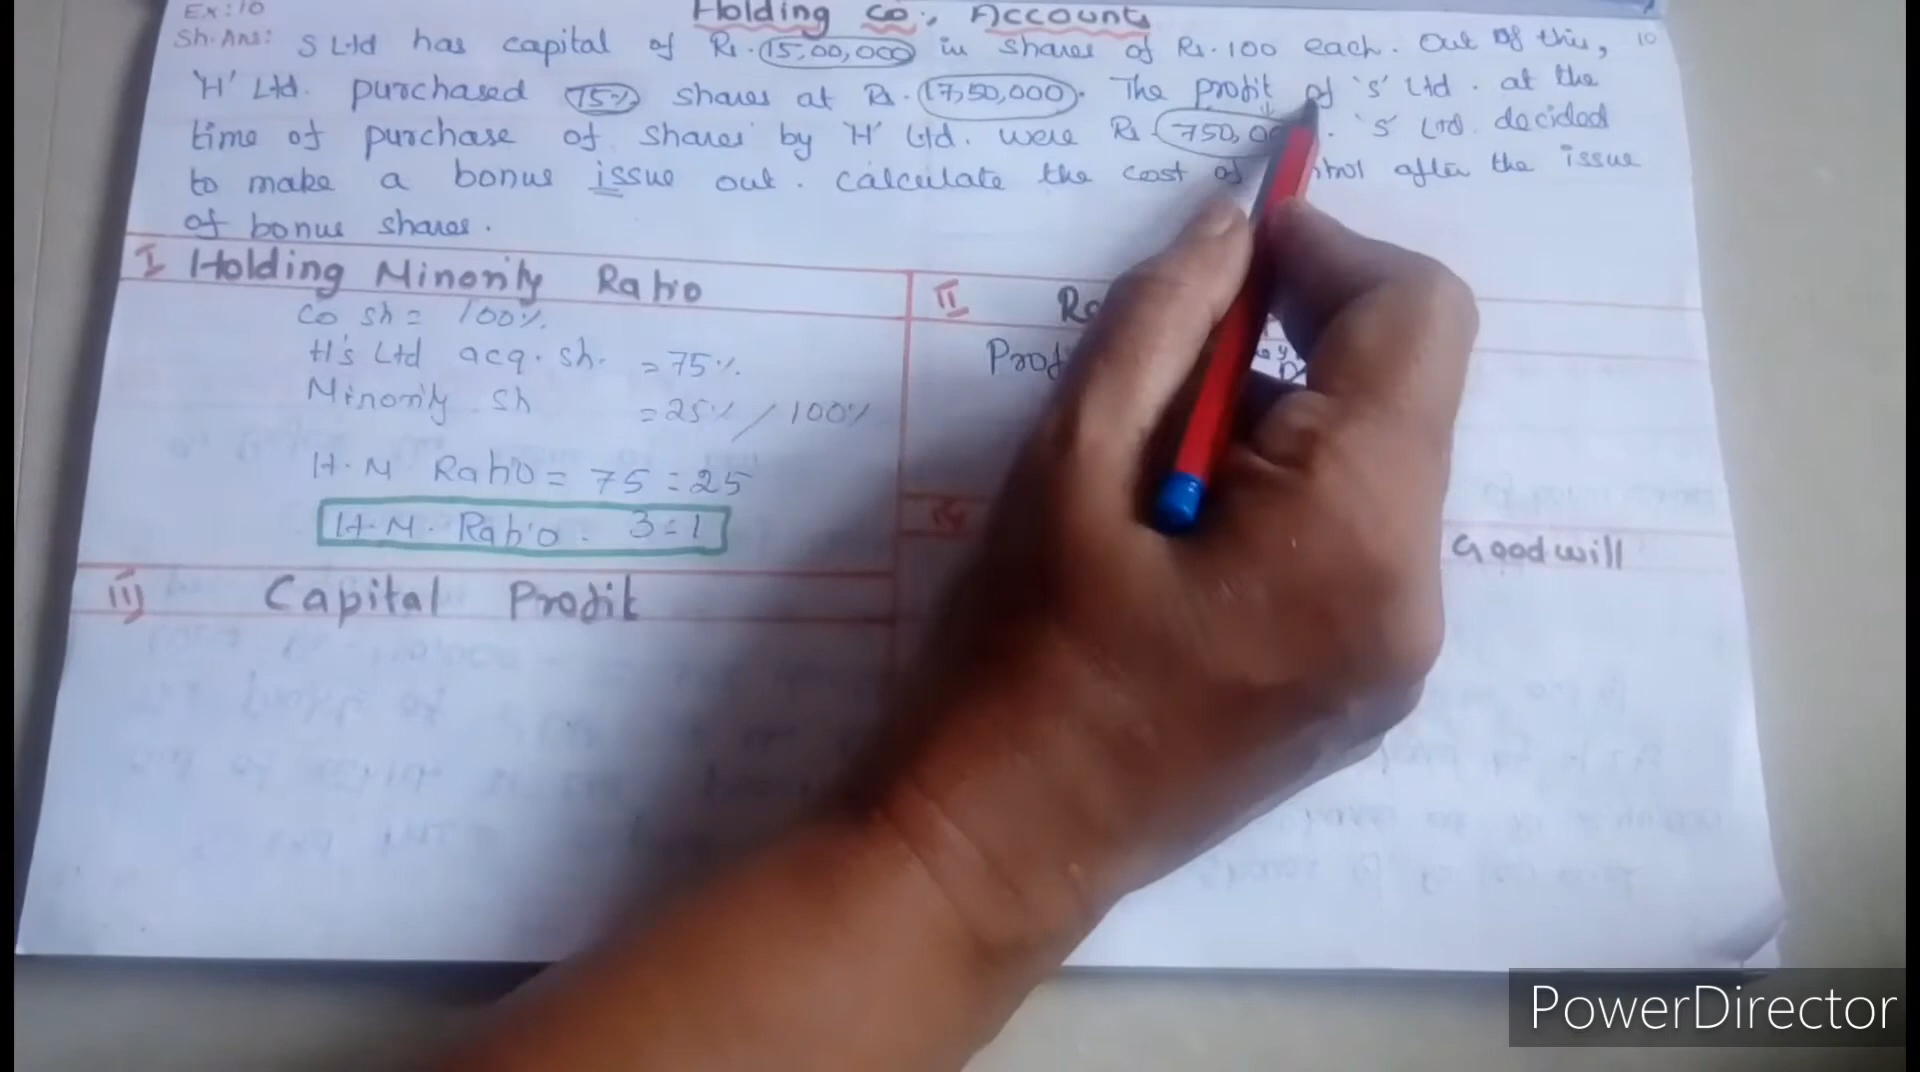 Ex:10
Holding Co., Accounts
Sh.Ans: S Ltd has capital of Rs. 15,00,000 in shares of Rs. 100 each. Out of this, 10
'H' Ltd. purchased 75% shares at Rs. 17,50,000. The profit of 'S' Ltd. at the
time of purchase of shares by 'H' Ltd. were Rs 750, 'S' Ltd. decided
to make a bonus issue out. calculate the cost of after the issue
of bonus shares.
I Holding Minority Ratio
II
Co sh = 100%
H's Ltd acq. sh. = 75%
Minority sh = 25% / 100%
H.M Ratio = 75:25
H.M. Ratio. 3:1
Goodwill
III Capital Profit
PowerDirector